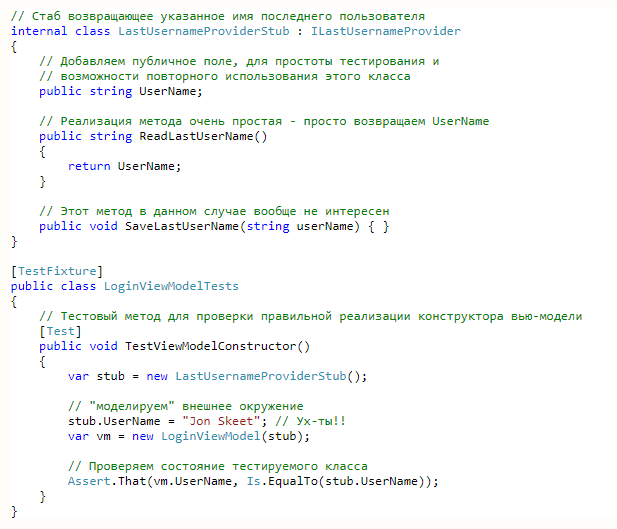 // Стаб возвращающее указанное имя последнего пользователя
internal class LastUsernameProviderStub : ILastUsernameProvider
{
    // Добавляем публичное поле, для простоты тестирования и
    // возможности повторного использования этого класса
    public string UserName;

    // Реализация метода очень простая - просто возвращаем UserName
    public string ReadLastUserName()
    {
        return UserName;
    }

    // Этот метод в данном случае вообще не интересен
    public void SaveLastUserName(string userName) { }
}

[TestFixture]
public class LoginViewModelTests
{
    // Тестовый метод для проверки правильной реализации конструктора вью-модели
    [Test]
    public void TestViewModelConstructor()
    {
        var stub = new LastUsernameProviderStub();

        // "моделируем" внешнее окружение
        stub.UserName = "Jon Skeet"; // Ух-ты!!
        var vm = new LoginViewModel(stub);

        // Проверяем состояние тестируемого класса
        Assert.That(vm.UserName, Is.EqualTo(stub.UserName));
    }
}